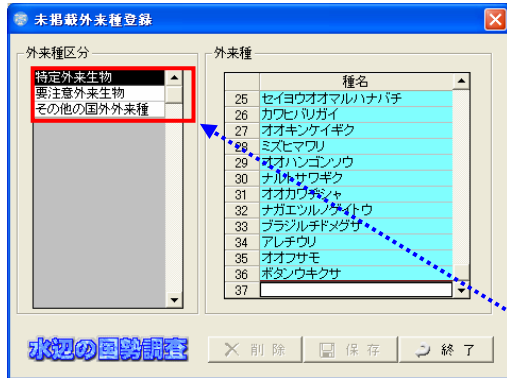 未掲載外来種登録
外来種区分
特定外来生物
要注意外来生物
その他の国外外来種
外来種
種名
25 セイヨウオオマルハナバチ
26 カワヒバリガイ
27 オオキンケイギク
28 ミズヒマワリ
29 オオハンゴンソウ
30 ナルトサワギク
31 オオカワヂシャ
32 ナガエツルノゲイトウ
33 ブラジルチドメグサ
34 アレチウリ
35 オオフサモ
36 ボタンウキクサ
37
水辺の国勢調査
削 除
保 存
終 了